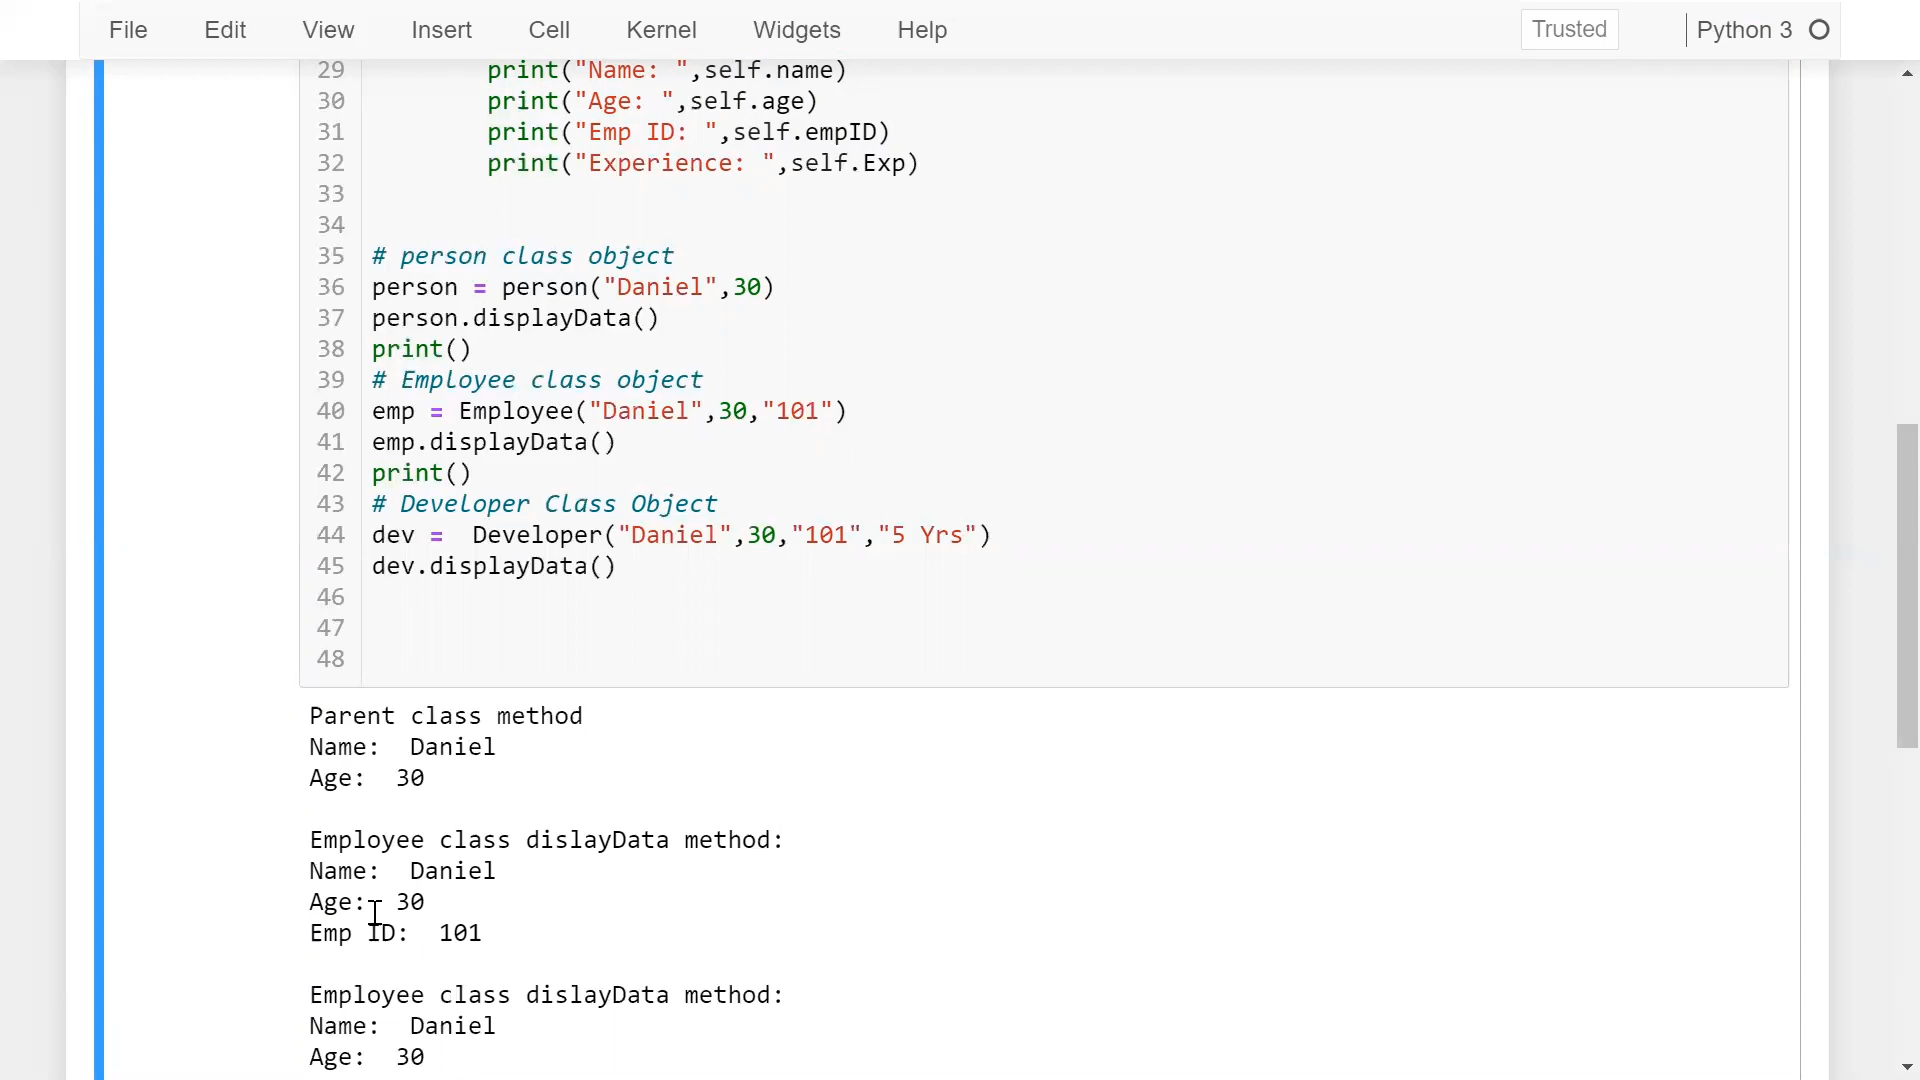 File Edit View Insert Cell Kernel Widgets Help Trusted Python 3
29 print("Name: ",self.name)
30 print("Age: ",self.age)
31 print("Emp ID: ",self.empID)
32 print("Experience: ",self.Exp)
33
34
35 # person class object
36 person = person("Daniel",30)
37 person.displayData()
38 print()
39 # Employee class object
40 emp = Employee("Daniel",30,"101")
41 emp.displayData()
42 print()
43 # Developer Class Object
44 dev =  Developer("Daniel",30,"101","5 Yrs")
45 dev.displayData()
46
47
48
Parent class method
Name:  Daniel
Age:  30
Employee class dislayData method:
Name:  Daniel
Age:  30
Emp ID:  101
Employee class dislayData method:
Name:  Daniel
Age:  30